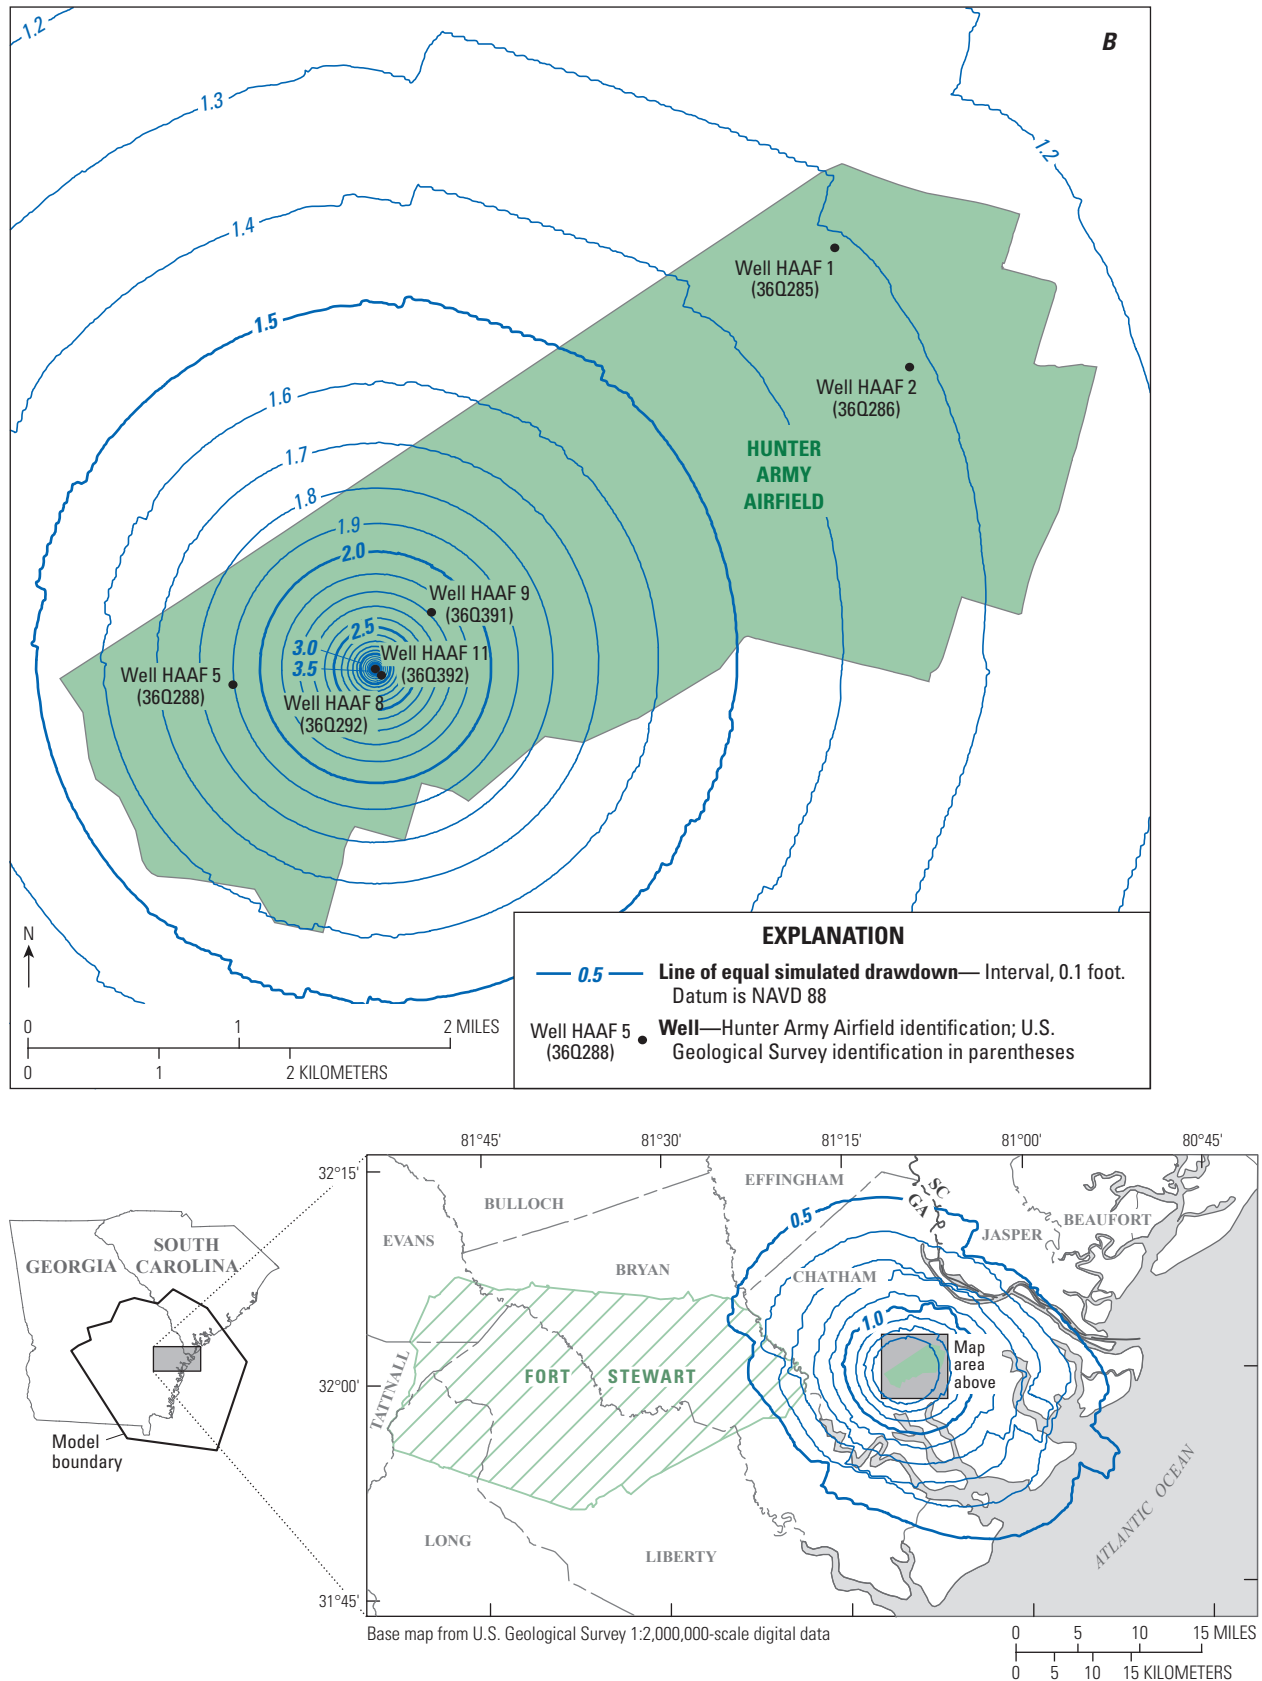 B
1.2
1.3
1.2
1.4
1.5
1.6
1.7
1.8
1.9
2.0
2.5
3.0
3.5
Well HAAF 1
(36Q285)
Well HAAF 2
(36Q286)
HUNTER
ARMY
AIRFIELD
Well HAAF 9
(36Q391)
Well HAAF 11
(36Q392)
Well HAAF 5
(36Q288)
Well HAAF 8
(36Q292)
N
0 1 2 MILES
0 1 2 KILOMETERS
EXPLANATION
0.5 Line of equal simulated drawdown— Interval, 0.1 foot.
Datum is NAVD 88
Well HAAF 5
(36Q288)
Well—Hunter Army Airfield identification; U.S.
Geological Survey identification in parentheses
81°45' 81°30' 81°15' 81°00' 80°45'
32°15'
32°00'
31°45'
EFFINGHAM
SC
GA
BULLOCH
BEAUFORT
JASPER
EVANS
0.5
BRYAN
CHATHAM
1.0
Map
area
above
FORT STEWART
TATTNALL
LONG
LIBERTY
ATLANTIC OCEAN
GEORGIA
SOUTH
CAROLINA
Model
boundary
Base map from U.S. Geological Survey 1:2,000,000-scale digital data
0 5 10 15 MILES
0 5 10 15 KILOMETERS